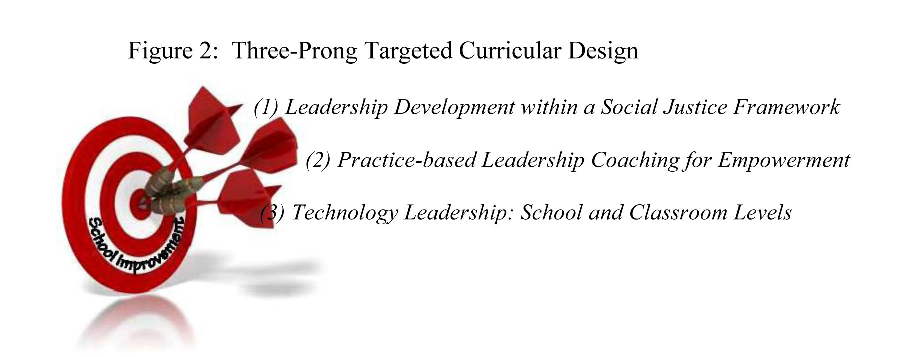 Figure 2: Three-Prong Targeted Curricular Design
(1) Leadership Development within a Social Justice Framework
(2) Practice-based Leadership Coaching for Empowerment
(3) Technology Leadership: School and Classroom Levels
School Improvement